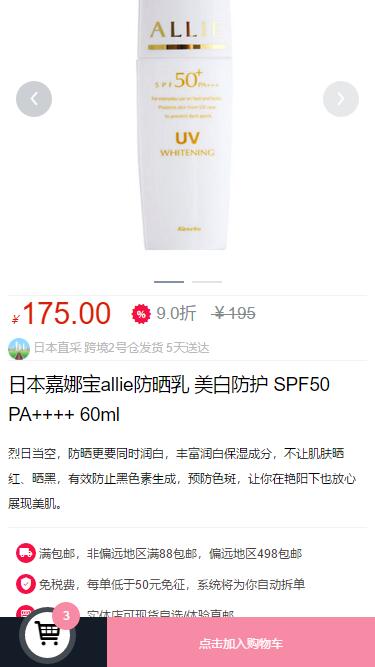 ALLIE
SPF50+PA+++
UV
WHITENING
Kanebo
¥175.00 % 9.0折 ¥195
日本直采 跨境2号仓发货 5天送达
日本嘉娜宝allie防晒乳 美白防护 SPF50
PA++++ 60ml
烈日当空，防晒更要同时润白，丰富润白保湿成分，不让肌肤晒
红、晒黑，有效防止黑色素生成，预防色斑，让你在艳阳下也放心
展现美肌。
满包邮，非偏远地区满88包邮，偏远地区498包邮
免税费，每单低于50元免征，系统将为你自动拆单
实体店可现货自选/体验直邮
3
点击加入购物车